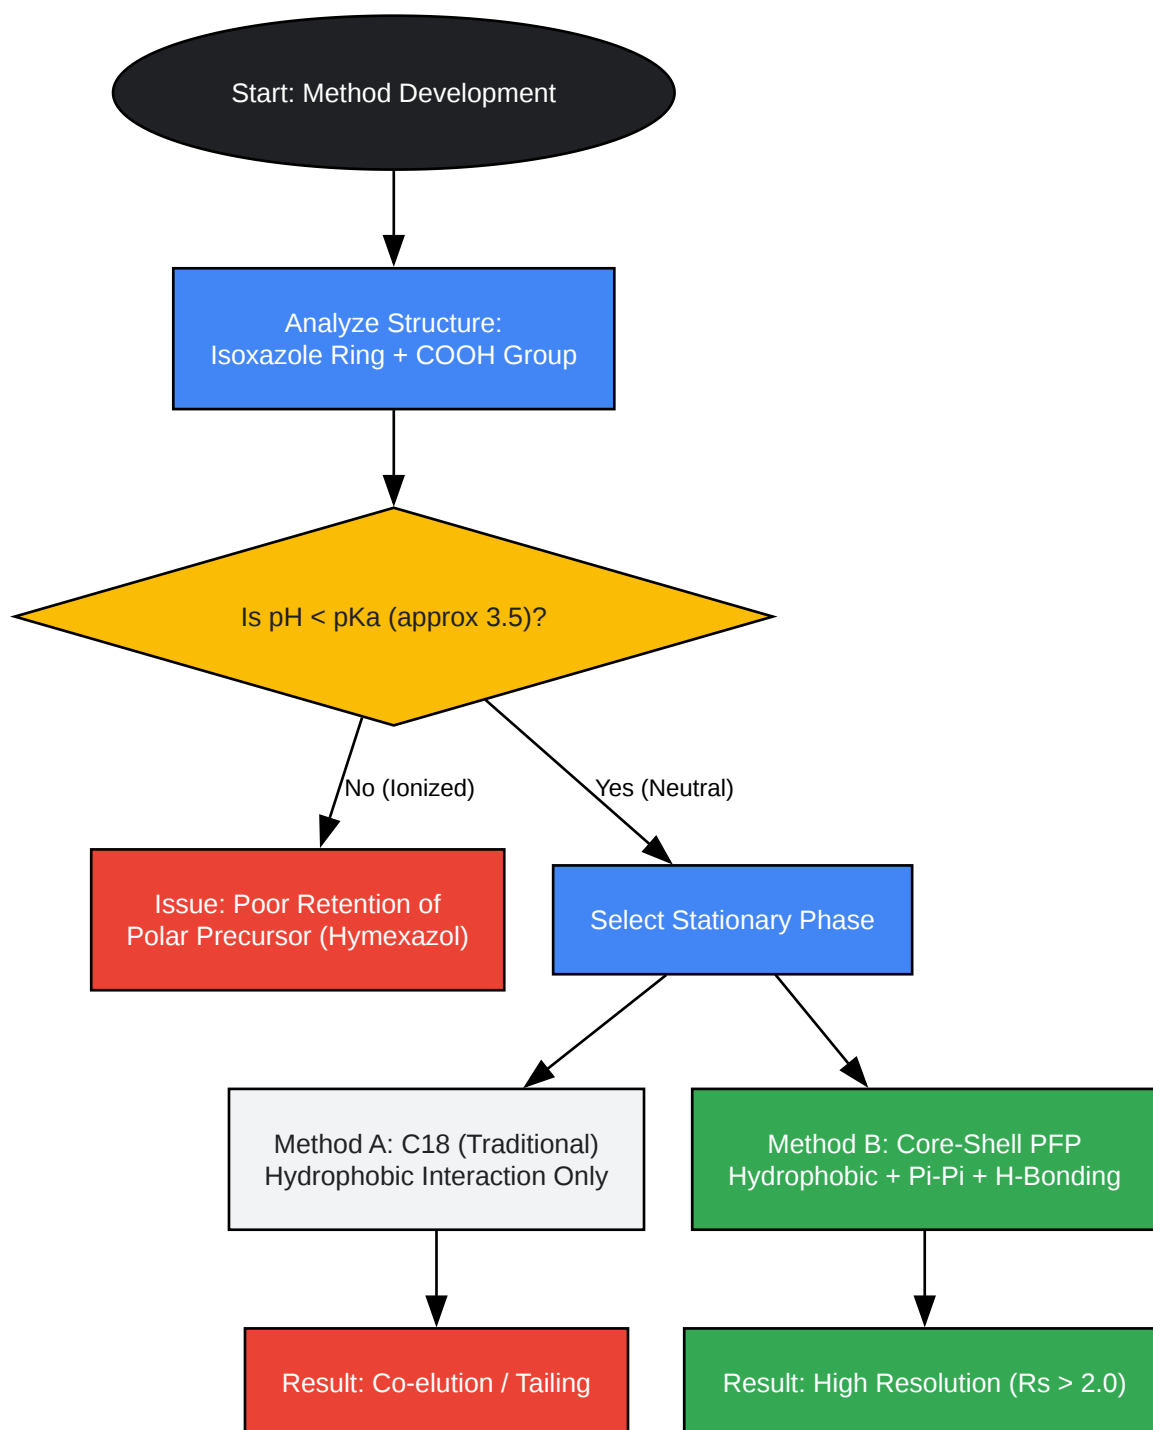 Start: Method Development
Analyze Structure:
Isoxazole Ring + COOH Group
Is pH < pKa (approx 3.5)?
No (Ionized)
Yes (Neutral)
Issue: Poor Retention of
Polar Precursor (Hymexazol)
Select Stationary Phase
Method A: C18 (Traditional)
Hydrophobic Interaction Only
Method B: Core-Shell PFP
Hydrophobic + Pi-Pi + H-Bonding
Result: Co-elution / Tailing
Result: High Resolution (Rs > 2.0)